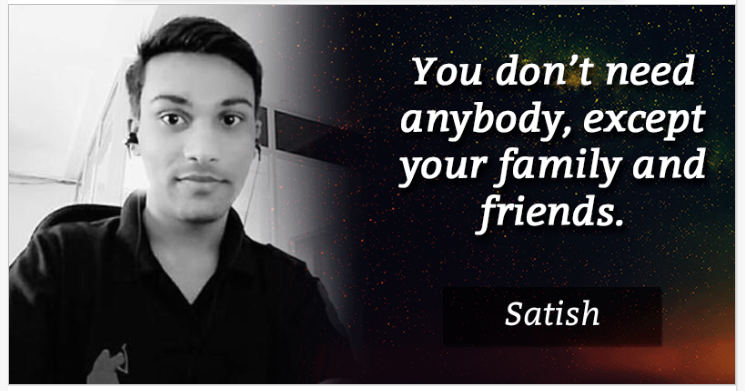 You don’t need
anybody, except
your family and
friends.
Satish